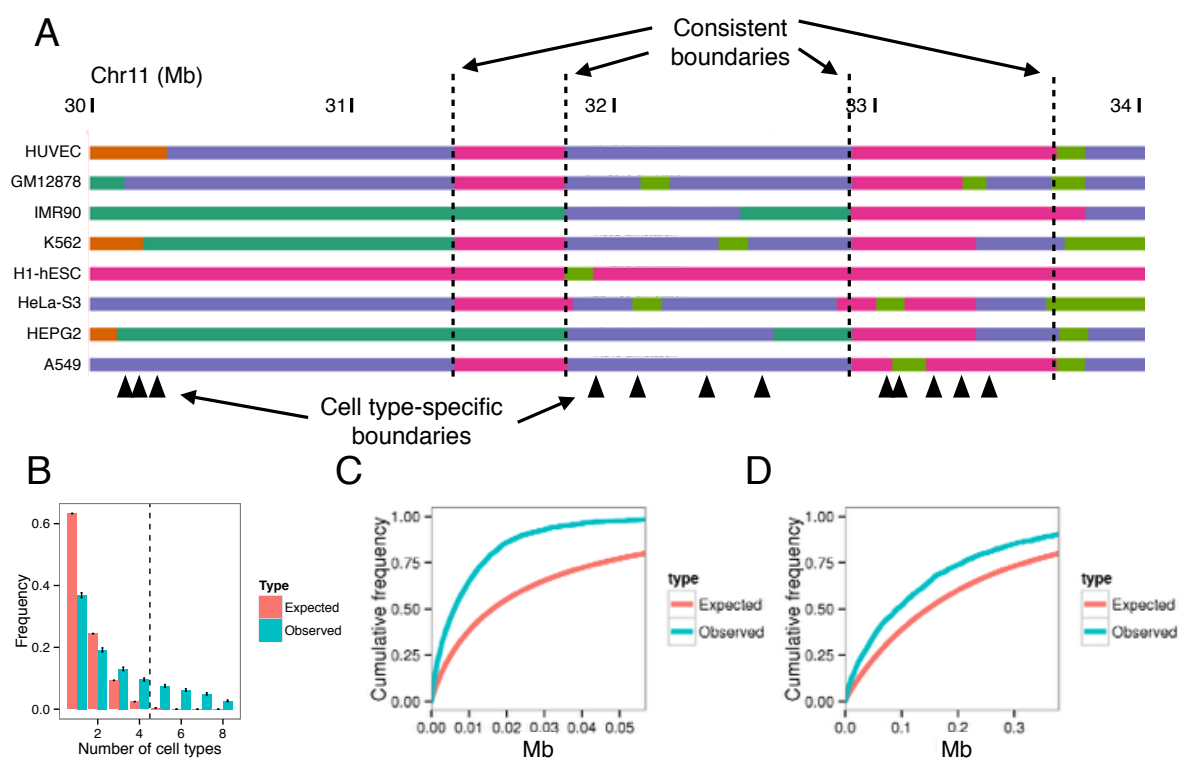 A
Consistent
boundaries
Chr11 (Mb)
30 31 32 33 34
HUVEC
GM12878
IMR90
K562
H1-hESC
HeLa-S3
HEPG2
A549
Cell type-specific
boundaries
B
Frequency
0.6
0.4
0.2
0.0
2 4 6 8
Number of cell types
Type
Expected
Observed
C
Cumulative frequency
1.00
0.75
0.50
0.25
0.00
0.00 0.01 0.02 0.03 0.04 0.05
Mb
type
Expected
Observed
D
Cumulative frequency
1.00
0.75
0.50
0.25
0.00
0.0 0.1 0.2 0.3
Mb
type
Expected
Observed